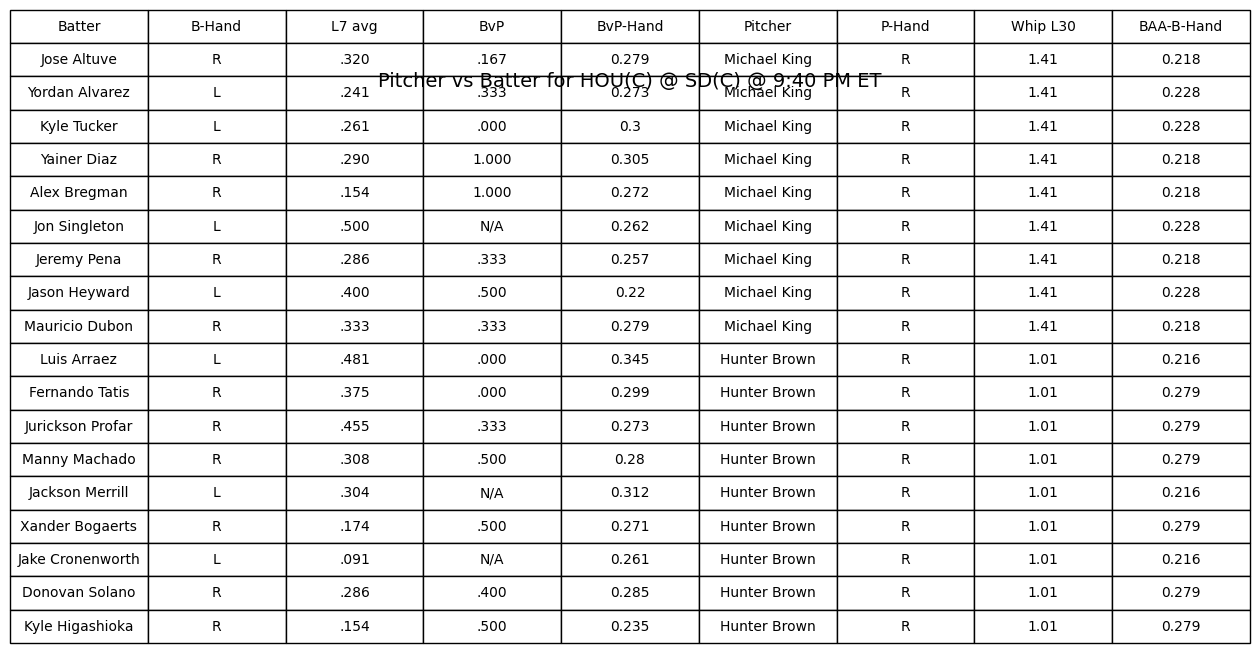 Batter B-Hand L7 avg BvP BvP-Hand Pitcher P-Hand Whip L30 BAA-B-Hand
Jose Altuve R .320 .167 0.279 Michael King R 1.41 0.218
Pitcher vs Batter for HOU(C) @ SD(C) @ 9:40 PM ET
Yordan Alvarez L .241 .333 0.273 Michael King R 1.41 0.228
Kyle Tucker L .261 .000 0.3 Michael King R 1.41 0.228
Yainer Diaz R .290 1.000 0.305 Michael King R 1.41 0.218
Alex Bregman R .154 1.000 0.272 Michael King R 1.41 0.218
Jon Singleton L .500 N/A 0.262 Michael King R 1.41 0.228
Jeremy Pena R .286 .333 0.257 Michael King R 1.41 0.218
Jason Heyward L .400 .500 0.22 Michael King R 1.41 0.228
Mauricio Dubon R .333 .333 0.279 Michael King R 1.41 0.218
Luis Arraez L .481 .000 0.345 Hunter Brown R 1.01 0.216
Fernando Tatis R .375 .000 0.299 Hunter Brown R 1.01 0.279
Jurickson Profar R .455 .333 0.273 Hunter Brown R 1.01 0.279
Manny Machado R .308 .500 0.28 Hunter Brown R 1.01 0.279
Jackson Merrill L .304 N/A 0.312 Hunter Brown R 1.01 0.216
Xander Bogaerts R .174 .500 0.271 Hunter Brown R 1.01 0.279
Jake Cronenworth L .091 N/A 0.261 Hunter Brown R 1.01 0.216
Donovan Solano R .286 .400 0.285 Hunter Brown R 1.01 0.279
Kyle Higashioka R .154 .500 0.235 Hunter Brown R 1.01 0.279